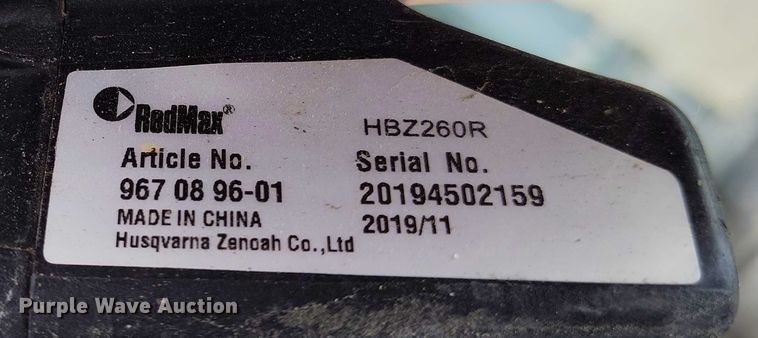 RedMax®
HBZ260R
Article No.
Serial No.
967 08 96-01
20194502159
MADE IN CHINA
2019/11
Husqvarna Zenoah Co.,Ltd
Purple Wave Auction